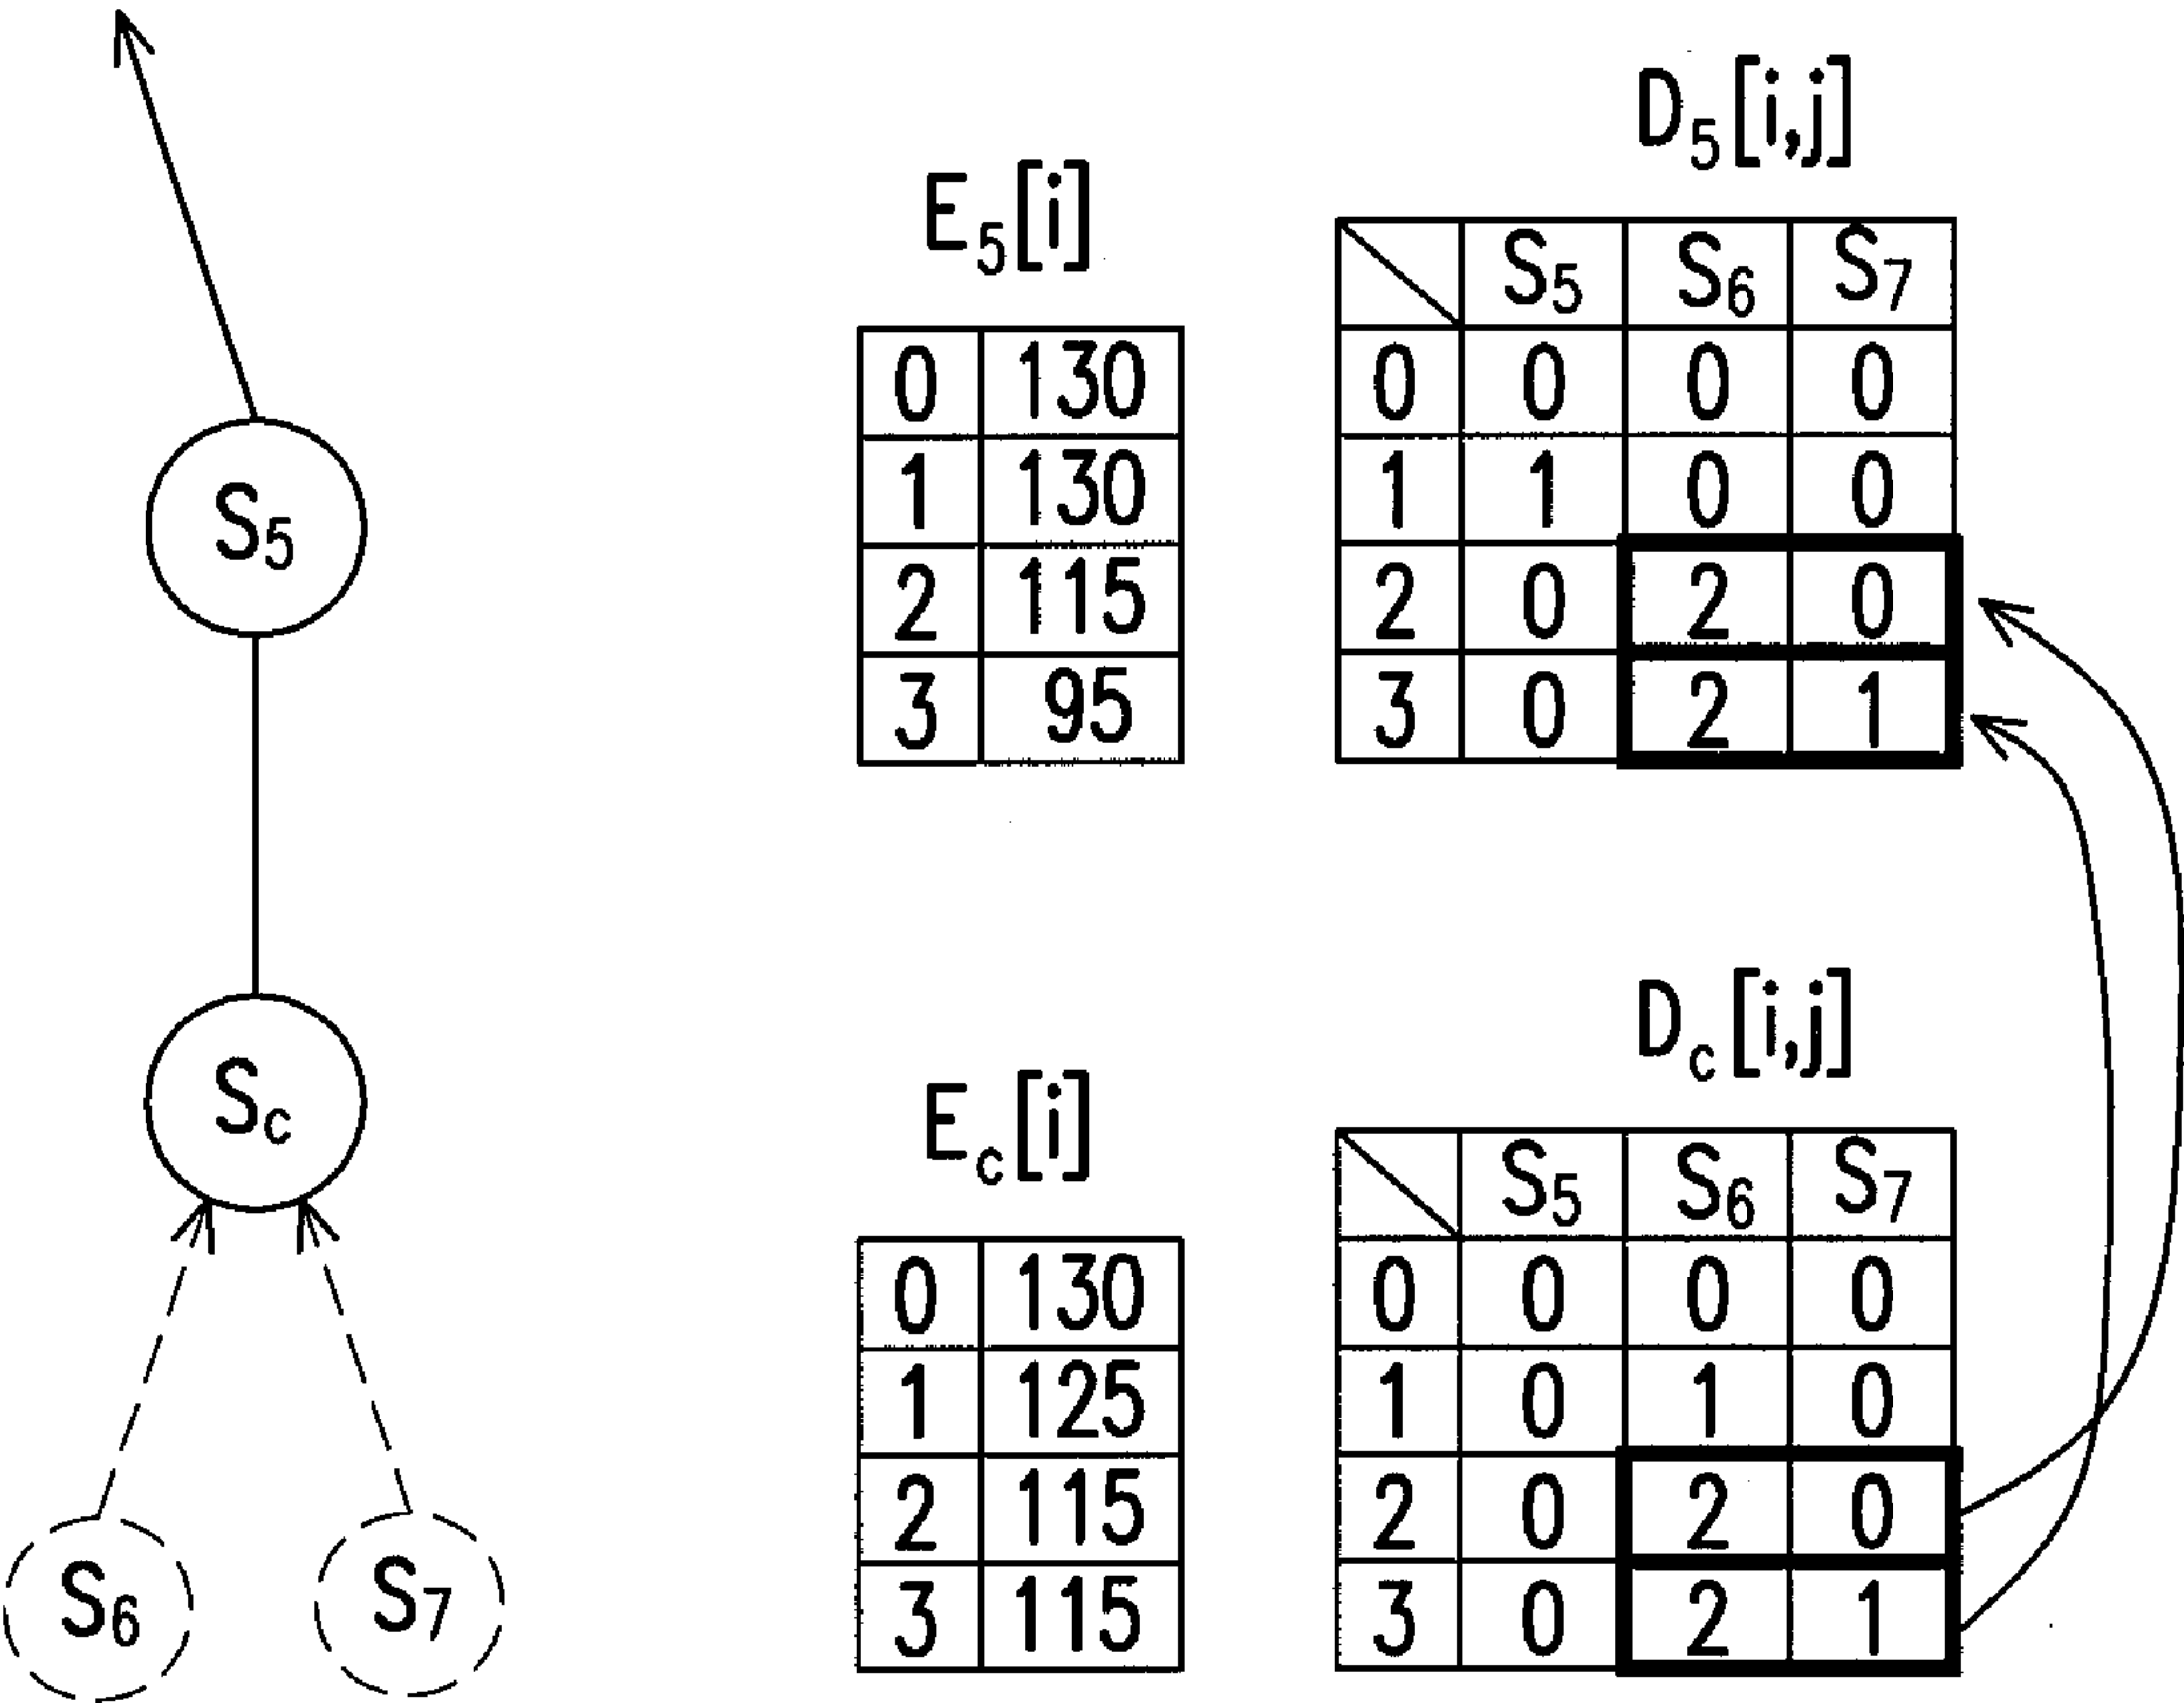 D5[i,j]
E5[i]
S5 S6 S7
0 130
1 130
2 115
3 95
0 0 0 0
1 1 0 0
2 0 2 0
3 0 2 1
S5
Sc
S6
S7
Dc[i,j]
Ec[i]
S5 S6 S7
0 130
1 125
2 115
3 115
0 0 0 0
1 0 1 0
2 0 2 0
3 0 2 1